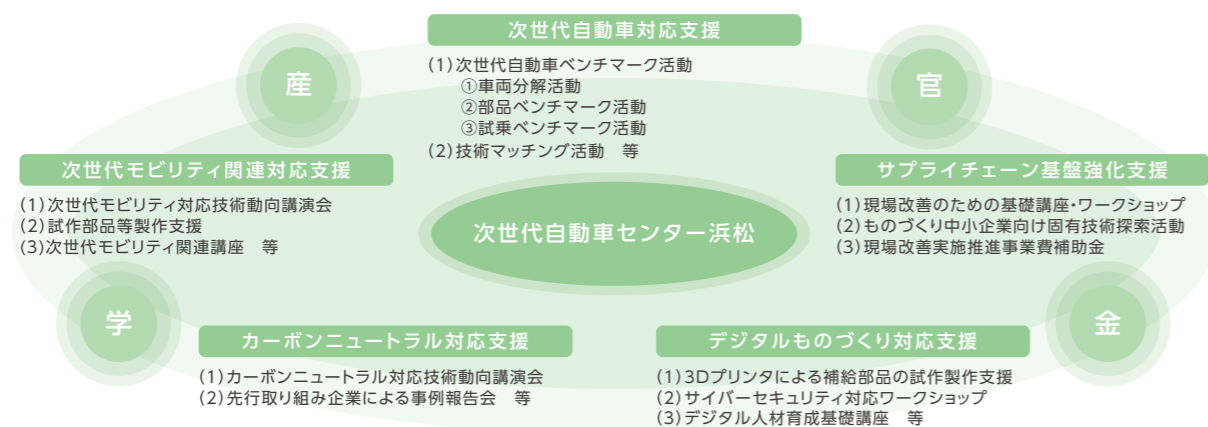 次世代自動車対応支援
(1)次世代自動車ベンチマーク活動
①車両分解活動
②部品ベンチマーク活動
③試乗ベンチマーク活動
(2)技術マッチング活動　等
産
官
次世代モビリティ関連対応支援
(1)次世代モビリティ対応技術動向講演会
(2)試作部品等製作支援
(3)次世代モビリティ関連講座　等
サプライチェーン基盤強化支援
(1)現場改善のための基礎講座・ワークショップ
(2)ものづくり中小企業向け固有技術探索活動
(3)現場改善実施推進事業費補助金
次世代自動車センター浜松
学
金
カーボンニュートラル対応支援
(1)カーボンニュートラル対応技術動向講演会
(2)先行取り組み企業による事例報告会　等
デジタルものづくり対応支援
(1)3Dプリンタによる補給部品の試作製作支援
(2)サイバーセキュリティ対応ワークショップ
(3)デジタル人材育成基礎講座　等